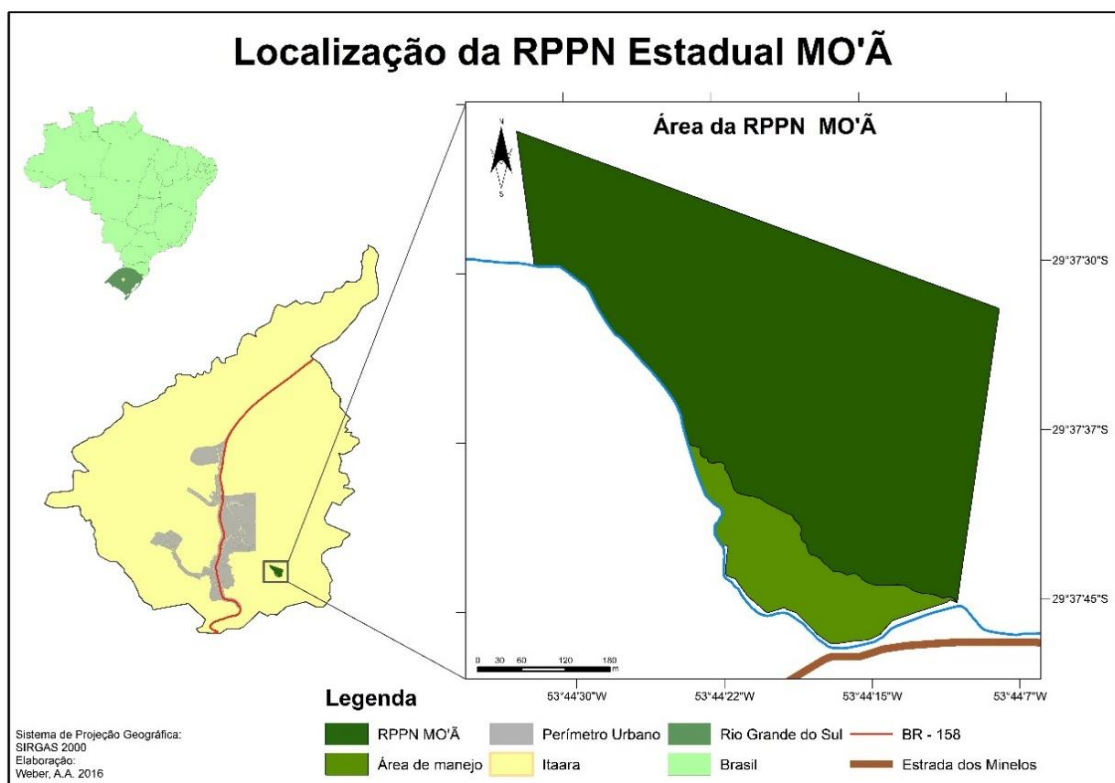 Localização da RPPN Estadual MO'Ã
Área da RPPN MO'Ã
N
S
29°37'30"S
29°37'37"S
29°37'45"S
0 30 60 120 180
m
53°44'30"W 53°44'22"W 53°44'15"W 53°44'7"W
Legenda
RPPN MO'Ã
Perímetro Urbano
Rio Grande do Sul
BR - 158
Área de manejo
Itaara
Brasil
Estrada dos Minelos
Sistema de Projeção Geográfica:
SIRGAS 2000
Elaboração:
Weber, A.A. 2016